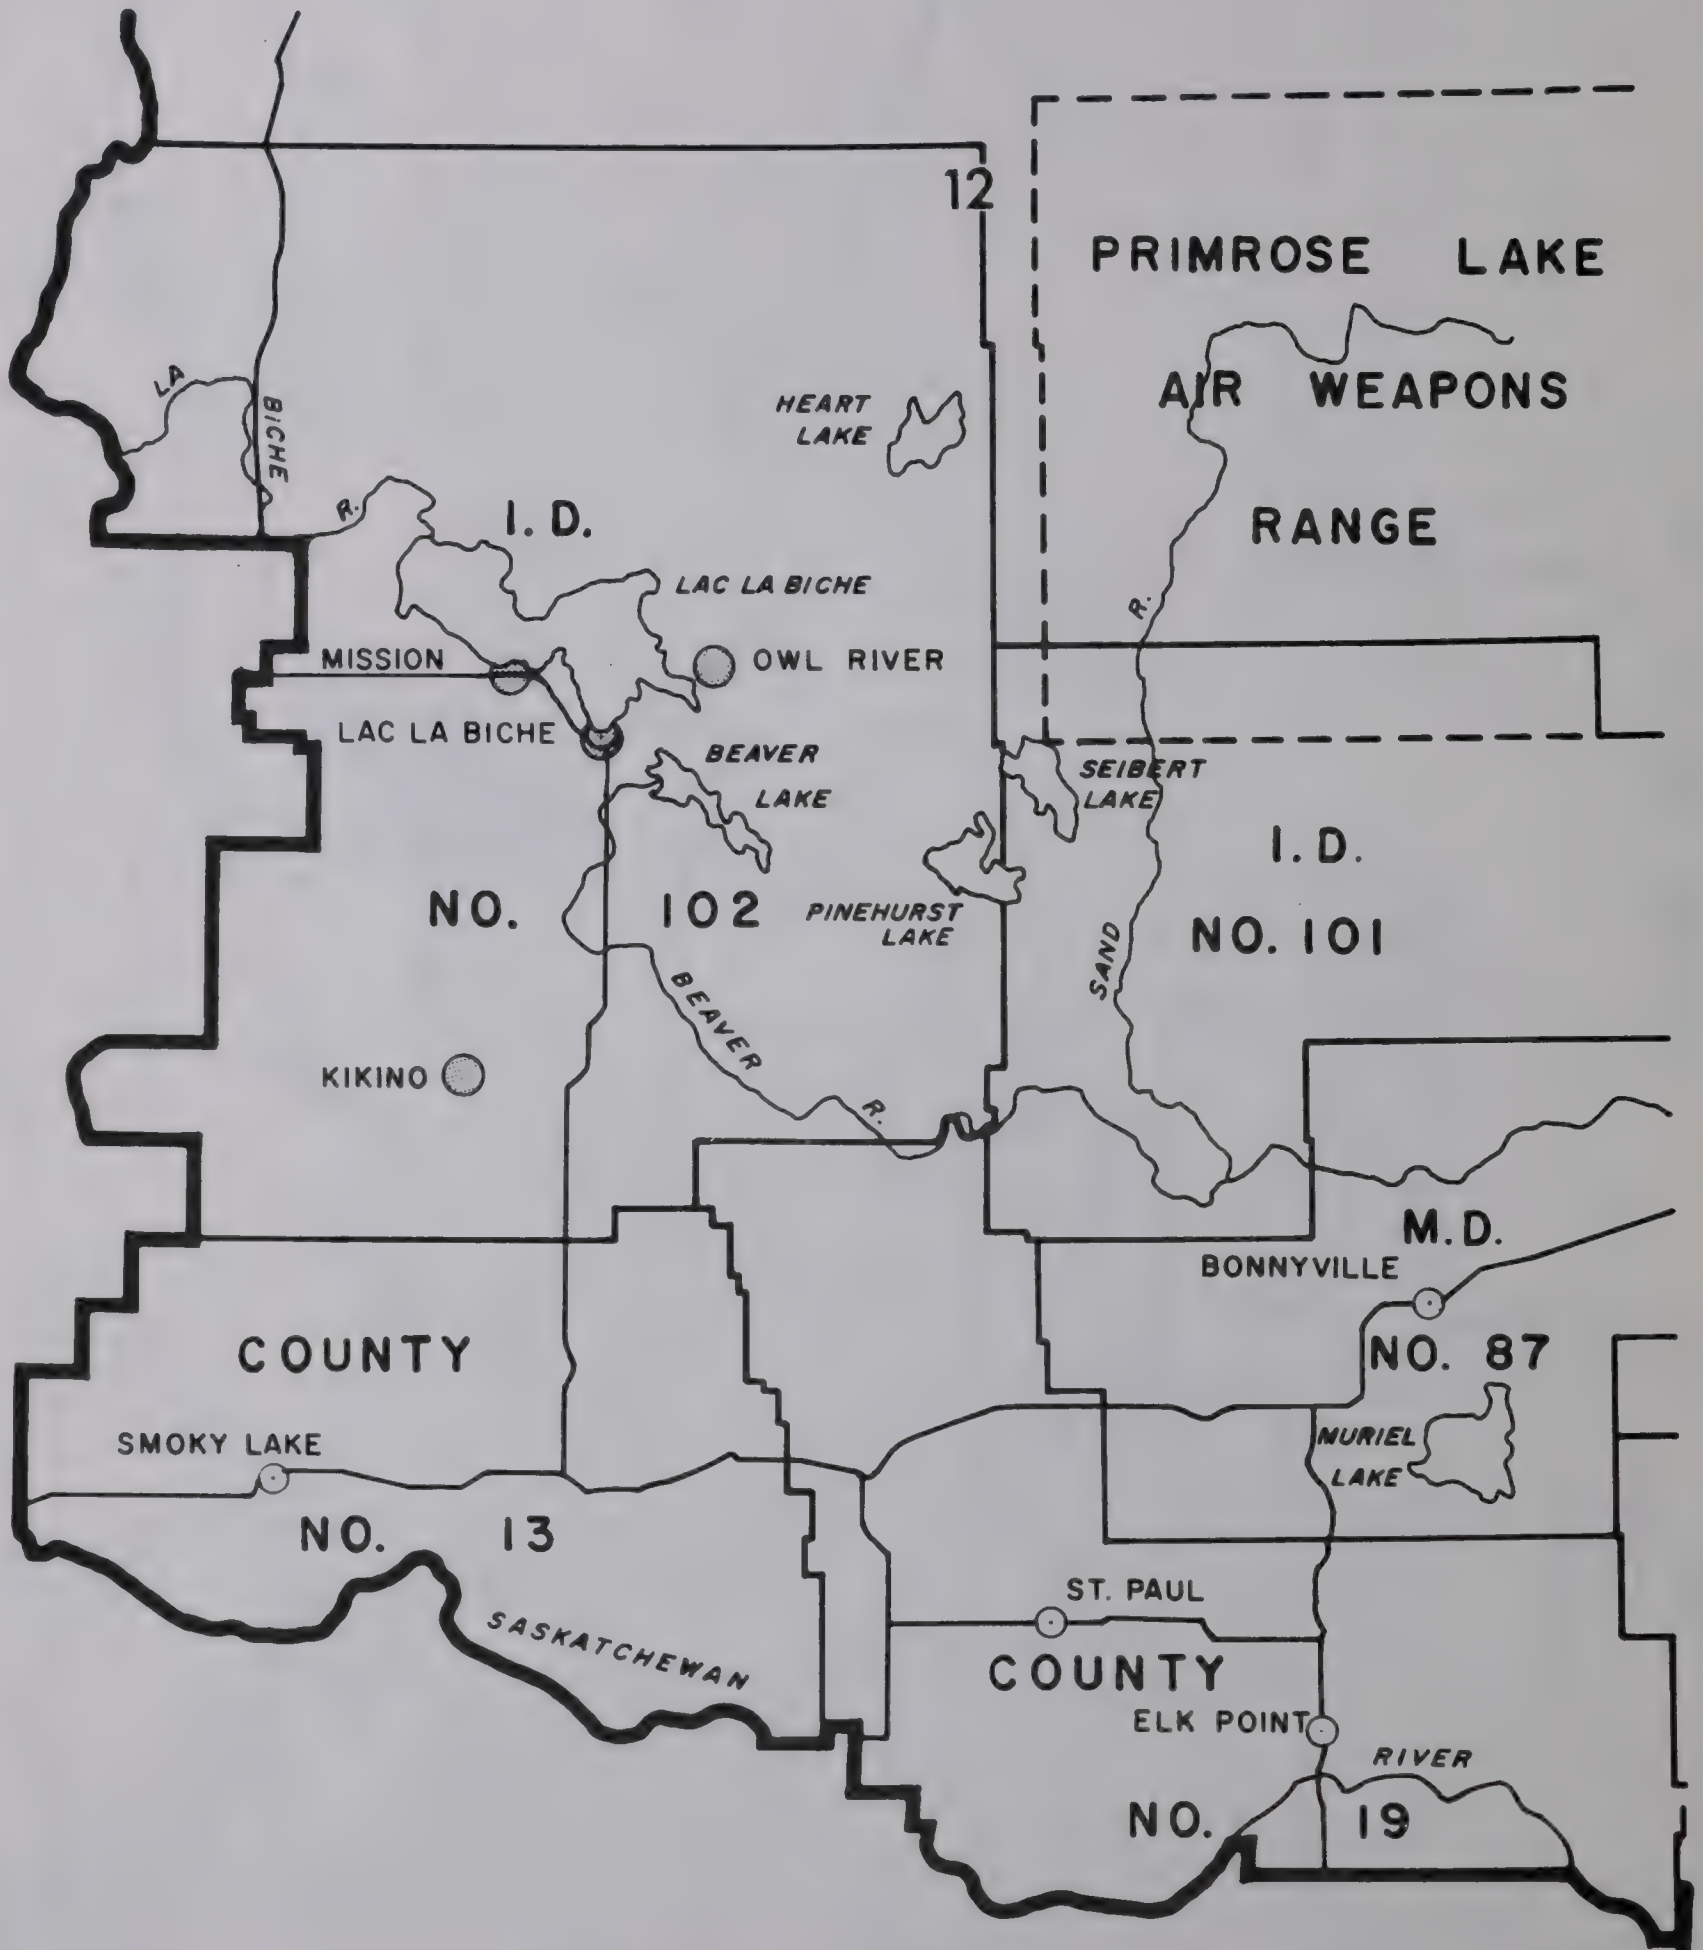 12
PRIMROSE LAKE
AIR WEAPONS
RANGE
LA
BICHE
R.
HEART
LAKE
I. D.
LAC LA BICHE
R.
MISSION
OWL RIVER
LAC LA BICHE
BEAVER
LAKE
SEIBERT
LAKE
I. D.
NO. 102
PINEHURST
LAKE
NO. 101
SAND
BEAVER
R.
KIKINO
M.D.
BONNYVILLE
NO. 87
COUNTY
SMOKY LAKE
MURIEL
LAKE
NO. 13
ST. PAUL
SASKATCHEWAN
COUNTY
ELK POINT
RIVER
NO. 19